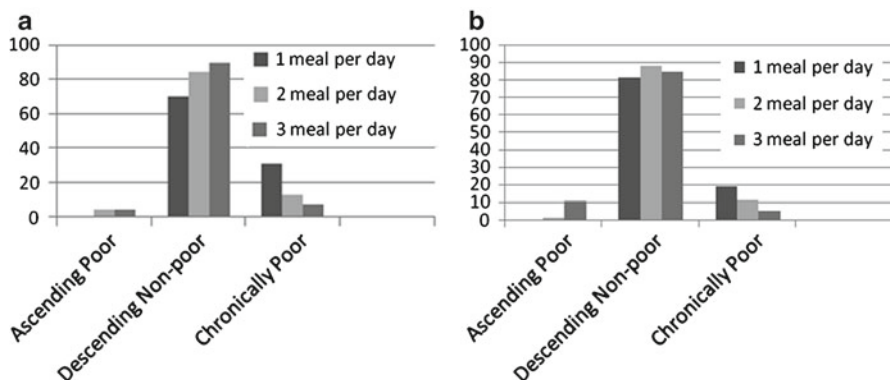 a
100
80
60
40
20
0
1 meal per day
2 meal per day
3 meal per day
Ascending Poor
Descending Non-poor
Chronically Poor
b
100
90
80
70
60
50
40
30
20
10
0
1 meal per day
2 meal per day
3 meal per day
Ascending Poor
Descending Non-poor
Chronically Poor